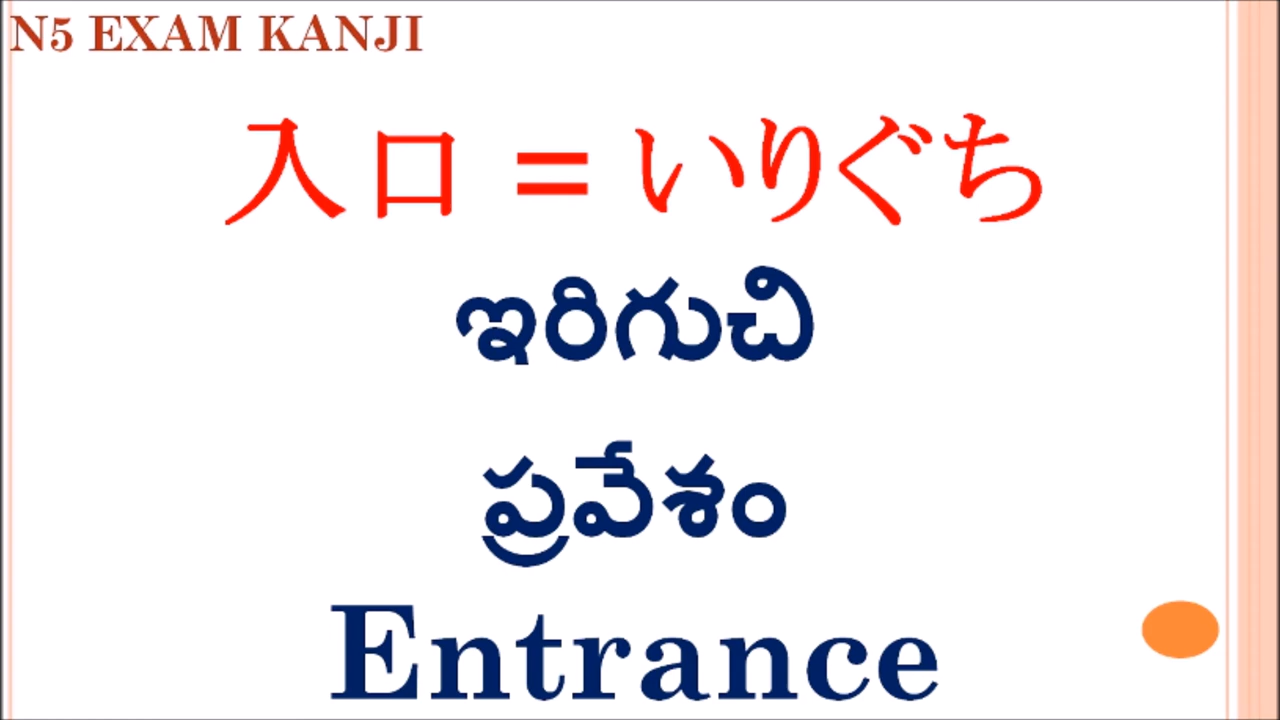 N5 EXAM KANJI
入口 = いりぐち
ఇరిగుచి
ప్రవేశం
Entrance